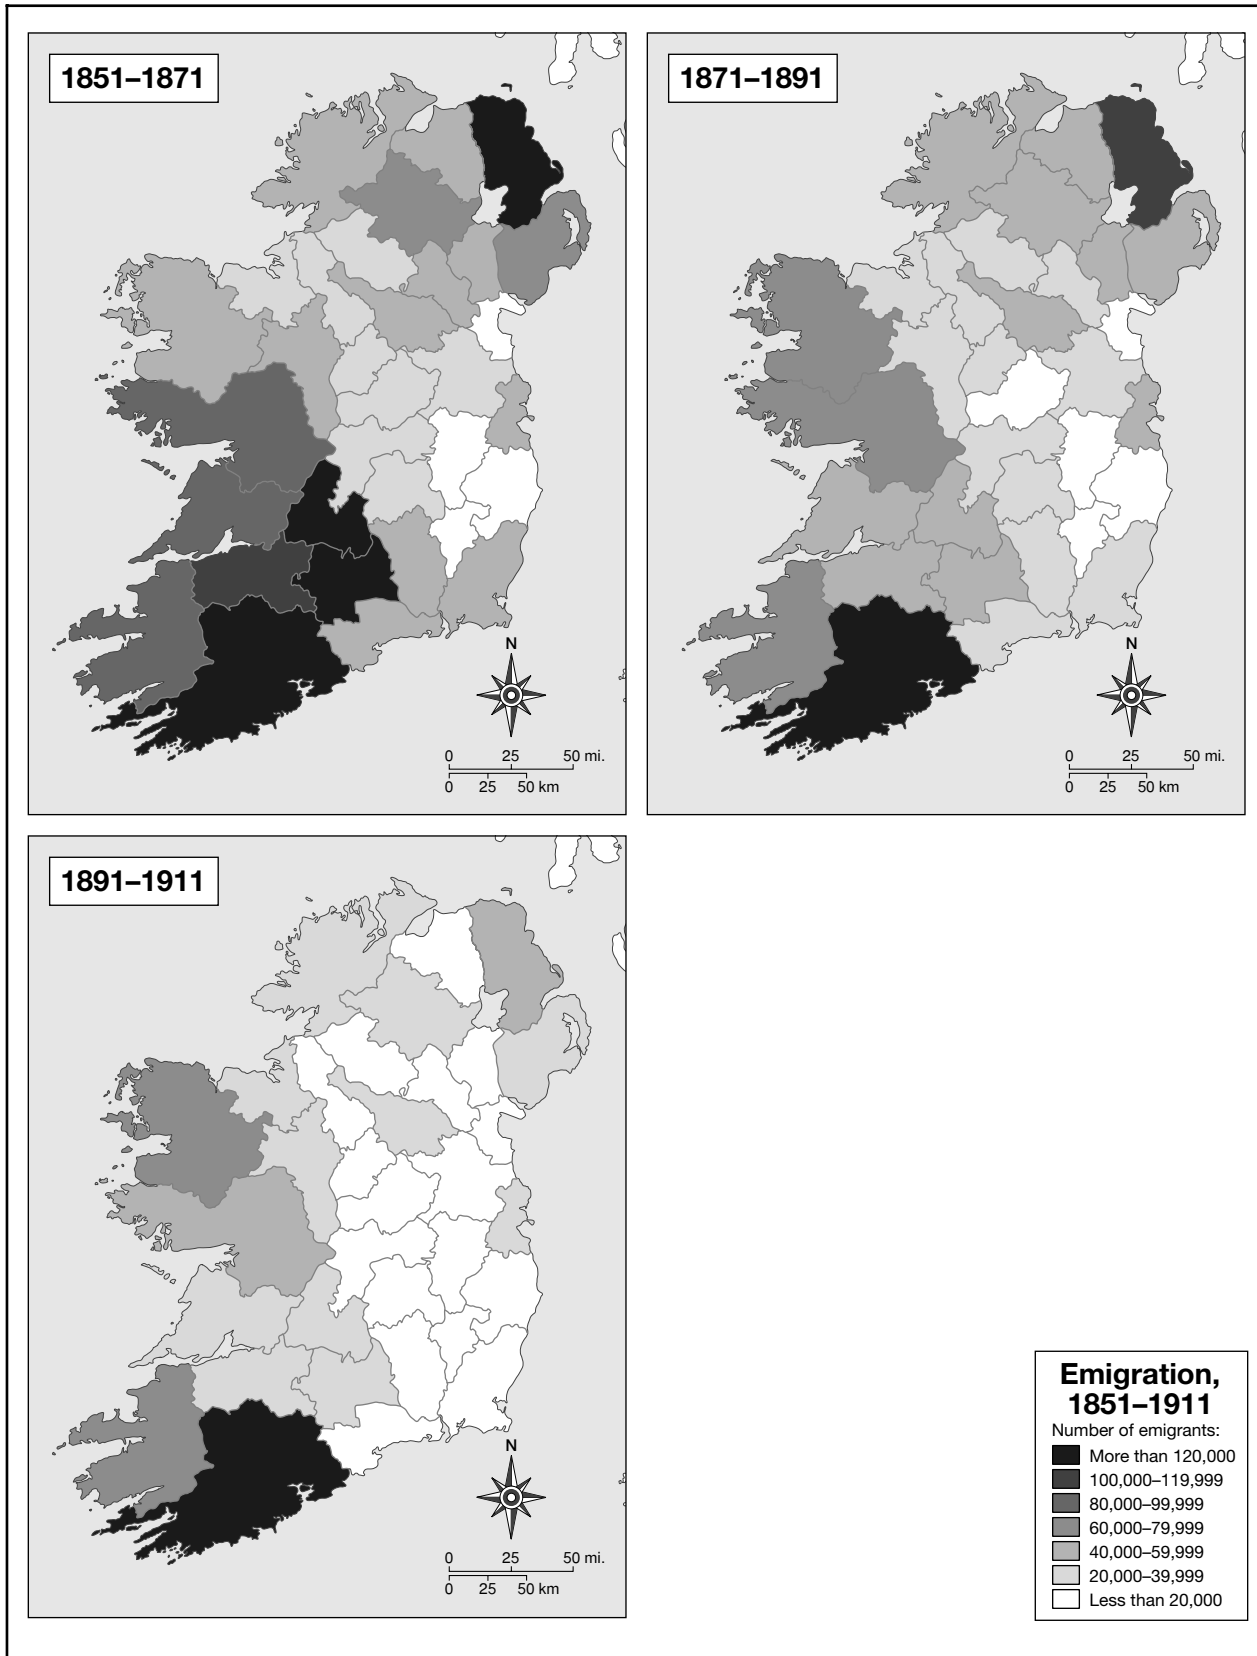 1851–1871
N
0 25 50 mi.
0 25 50 km
1871–1891
N
0 25 50 mi.
0 25 50 km
1891–1911
N
0 25 50 mi.
0 25 50 km
Emigration,
1851–1911
Number of emigrants:
More than 120,000
100,000–119,999
80,000–99,999
60,000–79,999
40,000–59,999
20,000–39,999
Less than 20,000